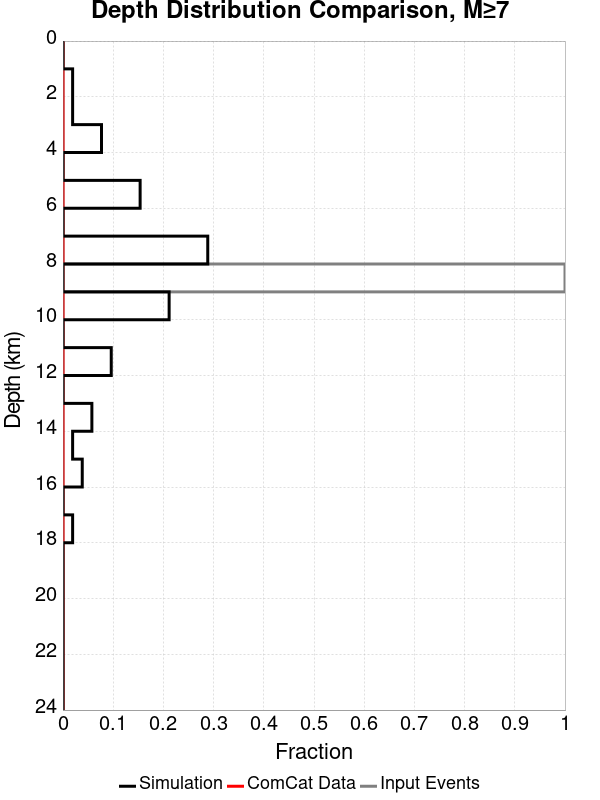 Depth Distribution Comparison, M≥7
0
2
4
6
8
10
12
14
16
18
20
22
24
Depth (km)
0 0.1 0.2 0.3 0.4 0.5 0.6 0.7 0.8 0.9 1
Fraction
Simulation ComCat Data Input Events